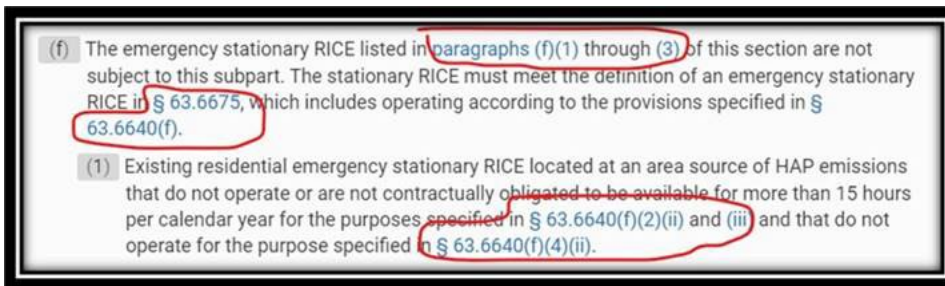 (f) The emergency stationary RICE listed in paragraphs (f)(1) through (3) of this section are not
subject to this subpart. The stationary RICE must meet the definition of an emergency stationary
RICE in § 63.6675, which includes operating according to the provisions specified in §
63.6640(f).
(1) Existing residential emergency stationary RICE located at an area source of HAP emissions
that do not operate or are not contractually obligated to be available for more than 15 hours
per calendar year for the purposes specified in § 63.6640(f)(2)(ii) and (iii) and that do not
operate for the purpose specified in § 63.6640(f)(4)(ii).